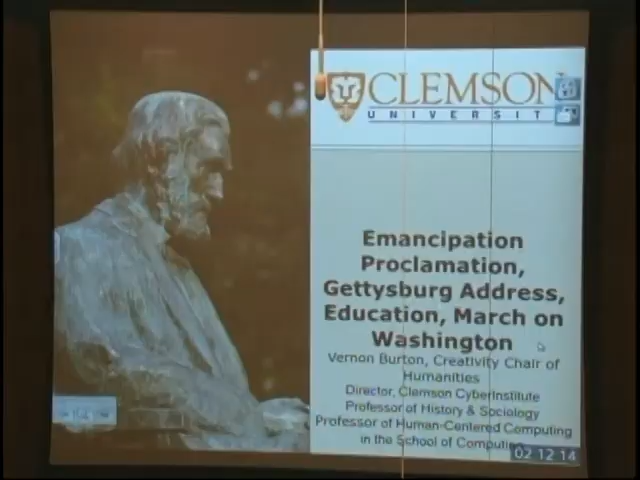 CLEMSON
UNIVERSIT
Emancipation
Proclamation,
Gettysburg Address,
Education, March on
Washington
Vernon Burton, Creativity Chair of
Humanities
Director, Clemson CyberInstitute
Professor of History & Sociology
Professor of Human-Centered Computing
in the School of Computing
02 12 14